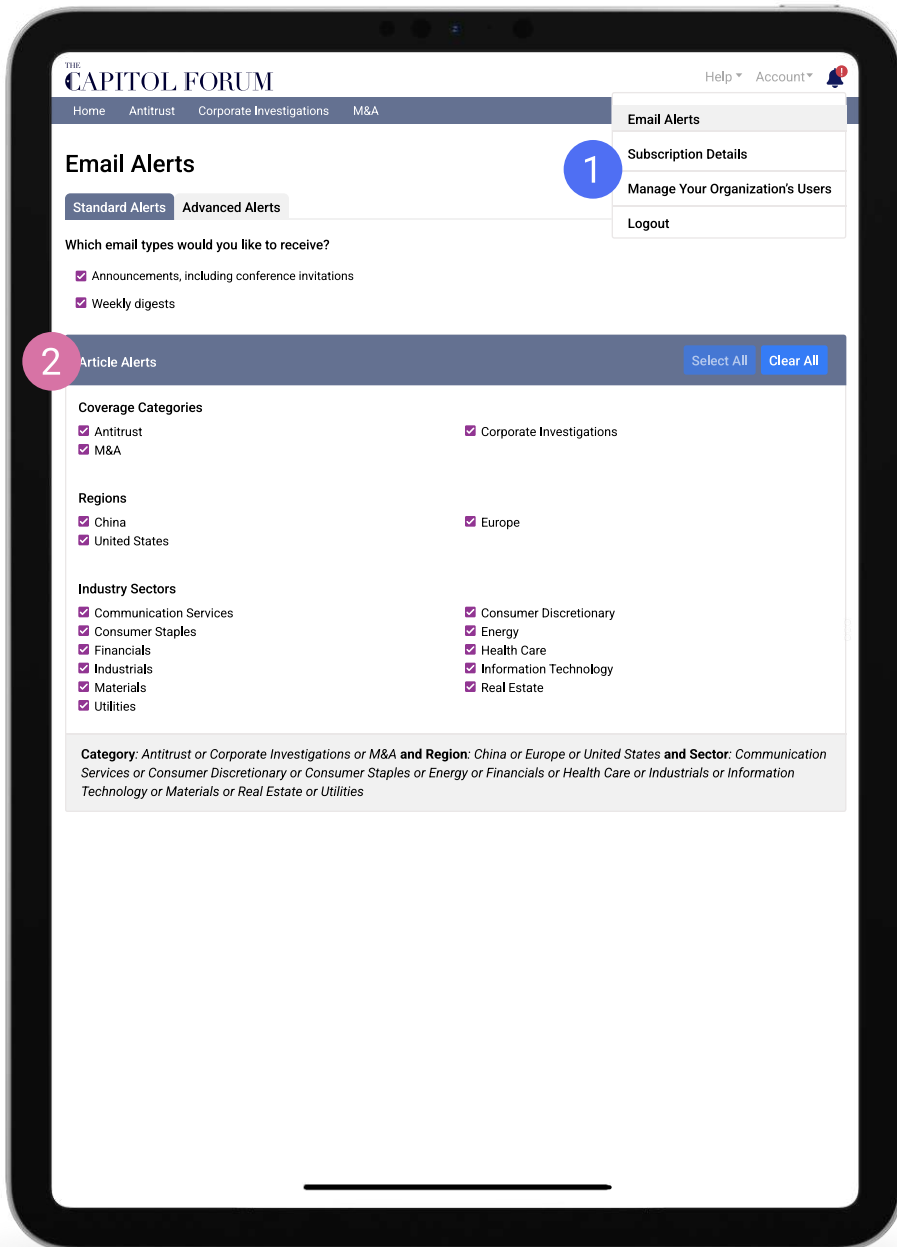 THE
CAPITOL FORUM
Help Account !
Home Antitrust Corporate Investigations M&A
Email Alerts
Subscription Details
Manage Your Organization's Users
Logout
1
Email Alerts
Standard Alerts Advanced Alerts
Which email types would you like to receive?
Announcements, including conference invitations
Weekly digests
2
Article Alerts Select All Clear All
Coverage Categories
Antitrust Corporate Investigations
M&A
Regions
China Europe
United States
Industry Sectors
Communication Services Consumer Discretionary
Consumer Staples Energy
Financials Health Care
Industrials Information Technology
Materials Real Estate
Utilities
Category: Antitrust or Corporate Investigations or M&A and Region: China or Europe or United States and Sector: Communication
Services or Consumer Discretionary or Consumer Staples or Energy or Financials or Health Care or Industrials or Information
Technology or Materials or Real Estate or Utilities